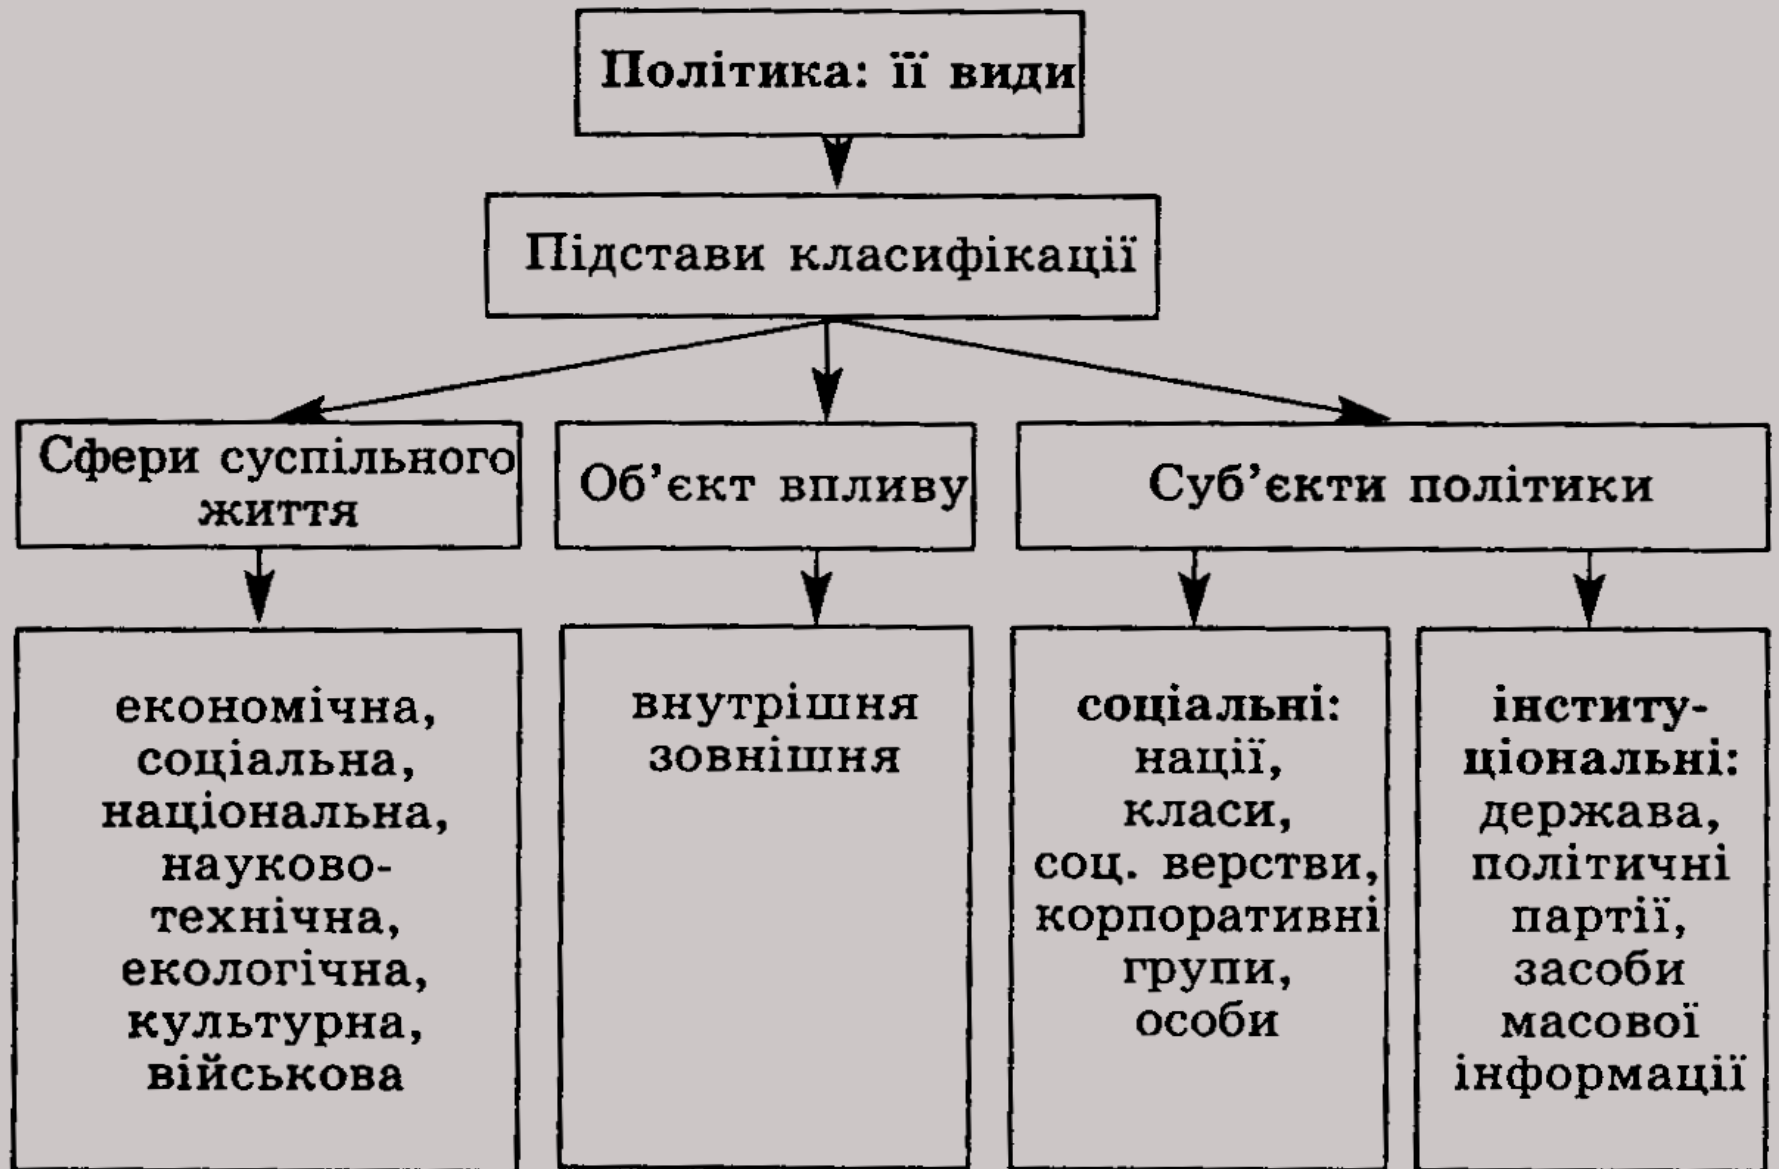 Політика: її види
Підстави класифікації
Сфери суспільного
життя
Об’єкт впливу
Суб’єкти політики
економічна,
соціальна,
національна,
науково-
технічна,
екологічна,
культурна,
військова
внутрішня
зовнішня
соціальні:
нації,
класи,
соц. верстви,
корпоративні
групи,
особи
інститу-
ціональні:
держава,
політичні
партії,
засоби
масової
інформації